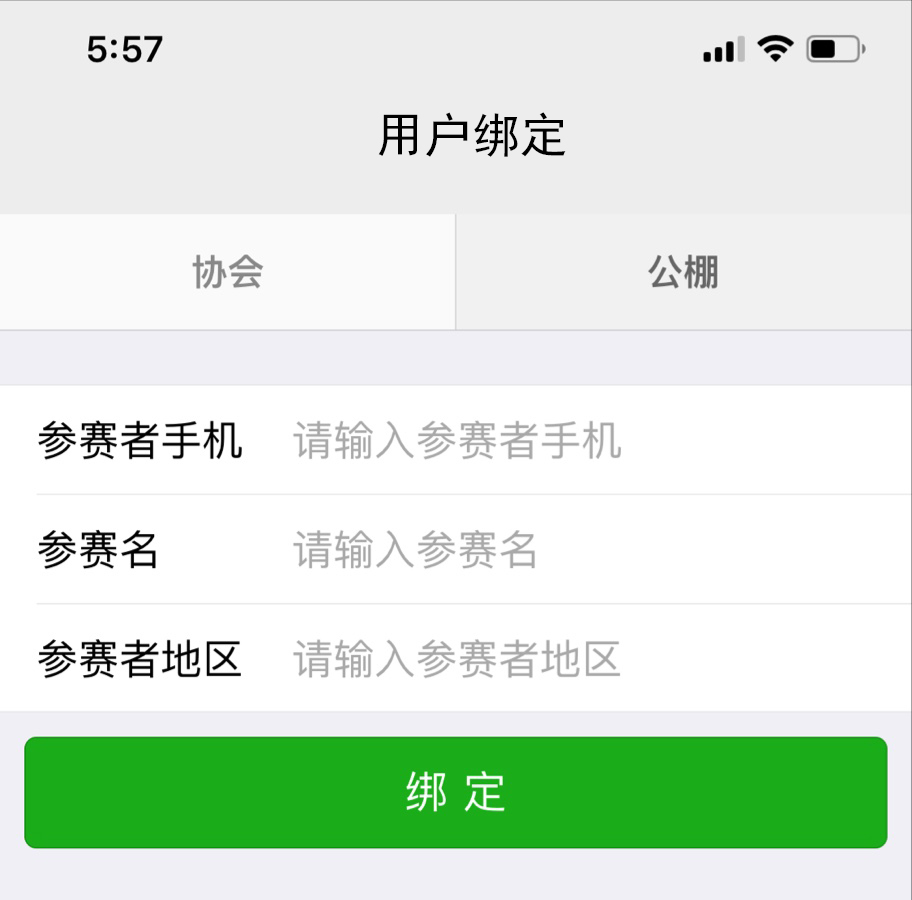 5:57
用户绑定
协会 公棚
参赛者手机 请输入参赛者手机
参赛名 请输入参赛名
参赛者地区 请输入参赛者地区
绑 定